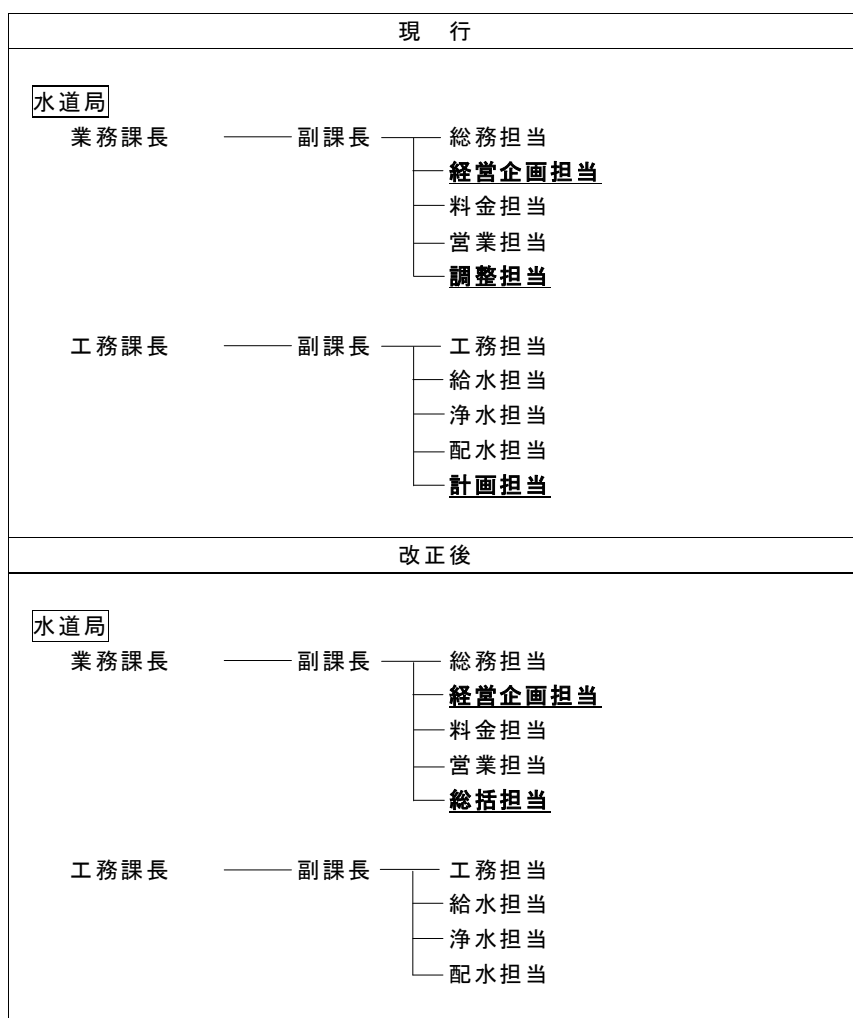 現 行
水道局
業務課長 副課長 総務担当
経営企画担当
料金担当
営業担当
調整担当
工務課長 副課長 工務担当
給水担当
浄水担当
配水担当
計画担当
改正後
水道局
業務課長 副課長 総務担当
経営企画担当
料金担当
営業担当
総括担当
工務課長 副課長 工務担当
給水担当
浄水担当
配水担当